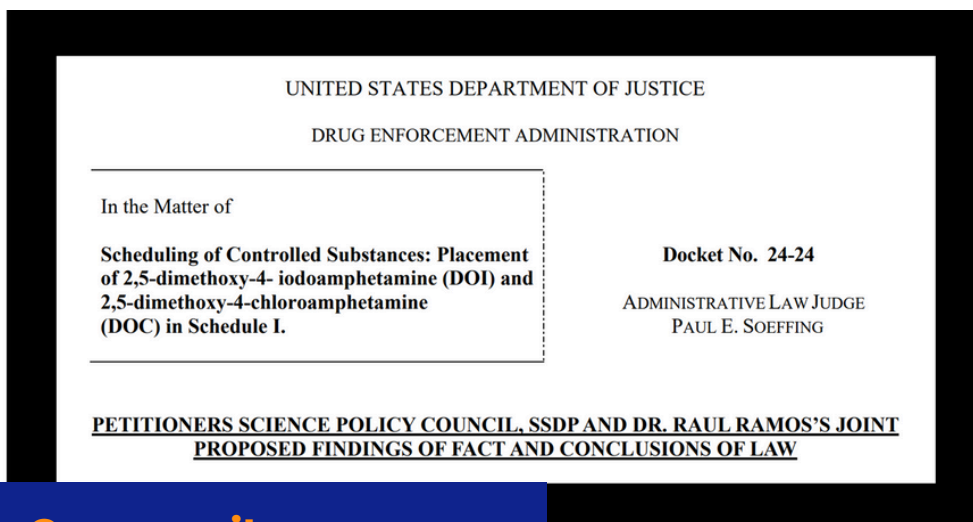 UNITED STATES DEPARTMENT OF JUSTICE
DRUG ENFORCEMENT ADMINISTRATION
In the Matter of
Scheduling of Controlled Substances: Placement
of 2,5-dimethoxy-4- iodoamphetamine (DOI) and
2,5-dimethoxy-4-chloroamphetamine
(DOC) in Schedule I.
Docket No. 24-24
ADMINISTRATIVE LAW JUDGE
PAUL E. SOEFFING
PETITIONERS SCIENCE POLICY COUNCIL, SSDP AND DR. RAUL RAMOS'S JOINT
PROPOSED FINDINGS OF FACT AND CONCLUSIONS OF LAW